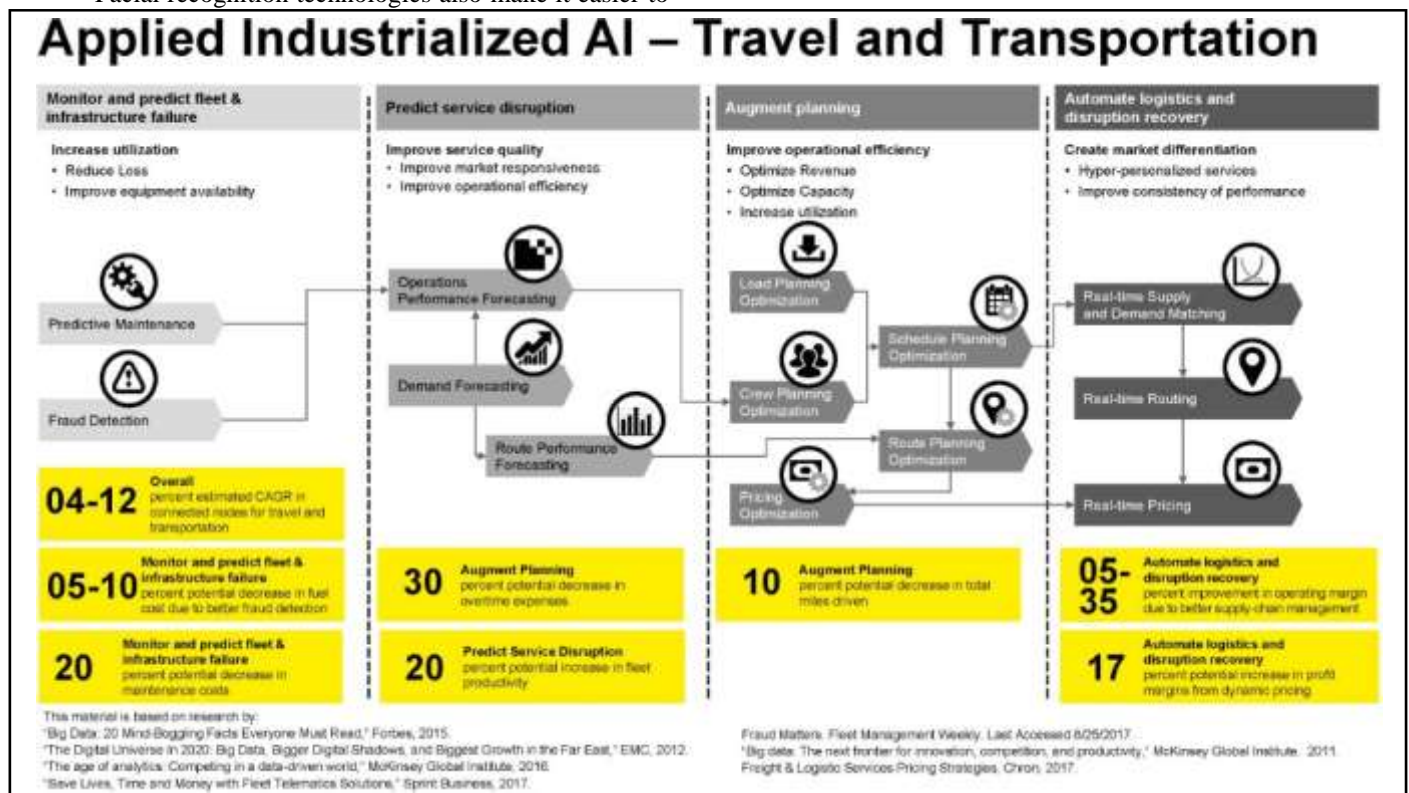 Facial recognition technologies also make it easier to
Applied Industrialized AI – Travel and Transportation
Monitor and predict fleet &
infrastructure failure
Increase utilization
• Reduce Loss
• Improve equipment availability
Predictive Maintenance
Fraud Detection
04-12
Overall
percent estimated CAGR in
connected nodes for travel and
transportation
05-10
Monitor and predict fleet &
infrastructure failure
percent potential decrease in fuel
cost due to better fraud detection
20
Monitor and predict fleet &
infrastructure failure
percent potential decrease in
maintenance costs
Predict service disruption
Improve service quality
• Improve market responsiveness
• Improve operational efficiency
Operations
Performance Forecasting
Demand Forecasting
Route Performance
Forecasting
30
Augment Planning
percent potential decrease in
overtime expenses
20
Predict Service Disruption
percent potential increase in fleet
productivity
Augment planning
Improve operational efficiency
• Optimize Revenue
• Optimize Capacity
• Increase utilization
Load Planning
Optimization
Crew Planning
Optimization
Schedule Planning
Optimization
Route Planning
Optimization
Pricing
Optimization
10
Augment Planning
percent potential decrease in total
miles driven
Automate logistics and
disruption recovery
Create market differentiation
• Hyper-personalized services
• Improve consistency of performance
Real-time Supply
and Demand Matching
Real-time Routing
Real-time Pricing
05-
35
Automate logistics and
disruption recovery
percent improvement in operating margin
due to better supply-chain management
17
Automate logistics and
disruption recovery
percent potential increase in profit
margins from dynamic pricing
This material is based on research by:
"Big Data: 20 Mind-Boggling Facts Everyone Must Read," Forbes, 2015.
"The Digital Universe in 2020: Big Data, Bigger Digital Shadows, and Biggest Growth in the Far East," EMC, 2012.
"The age of analytics: Competing in a data-driven world," McKinsey Global Institute, 2016.
"Save Lives, Time and Money with Fleet Telematics Solutions," Sprint Business, 2017.
Fraud Matters. Fleet Management Weekly. Last Accessed 8/25/2017
"Big data: The next frontier for innovation, competition, and productivity," McKinsey Global Institute. 2011.
Freight & Logistic Services Pricing Strategies, Chron, 2017.